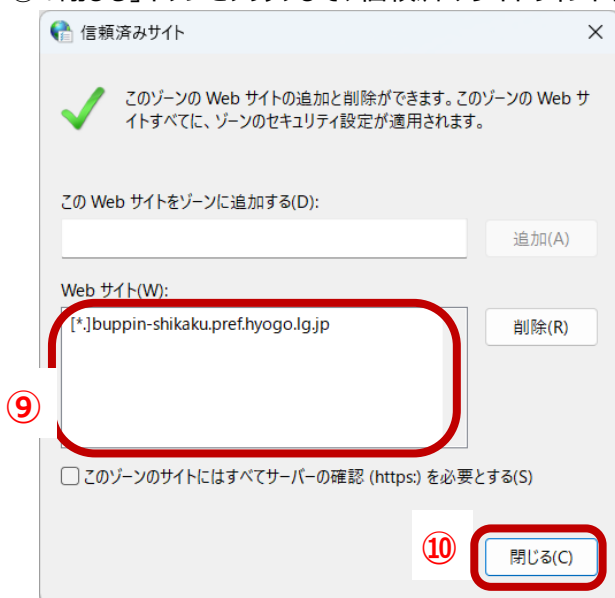 信頼済みサイト
このゾーンの Web サイトの追加と削除ができます。このゾーンの Web サ
イトすべてに、ゾーンのセキュリティ設定が適用されます。
この Web サイトをゾーンに追加する(D):
追加(A)
Web サイト(W):
[*.]buppin-shikaku.pref.hyogo.lg.jp
削除(R)
⑨
このゾーンのサイトにはすべてサーバーの確認 (https:) を必要とする(S)
⑩
閉じる(C)